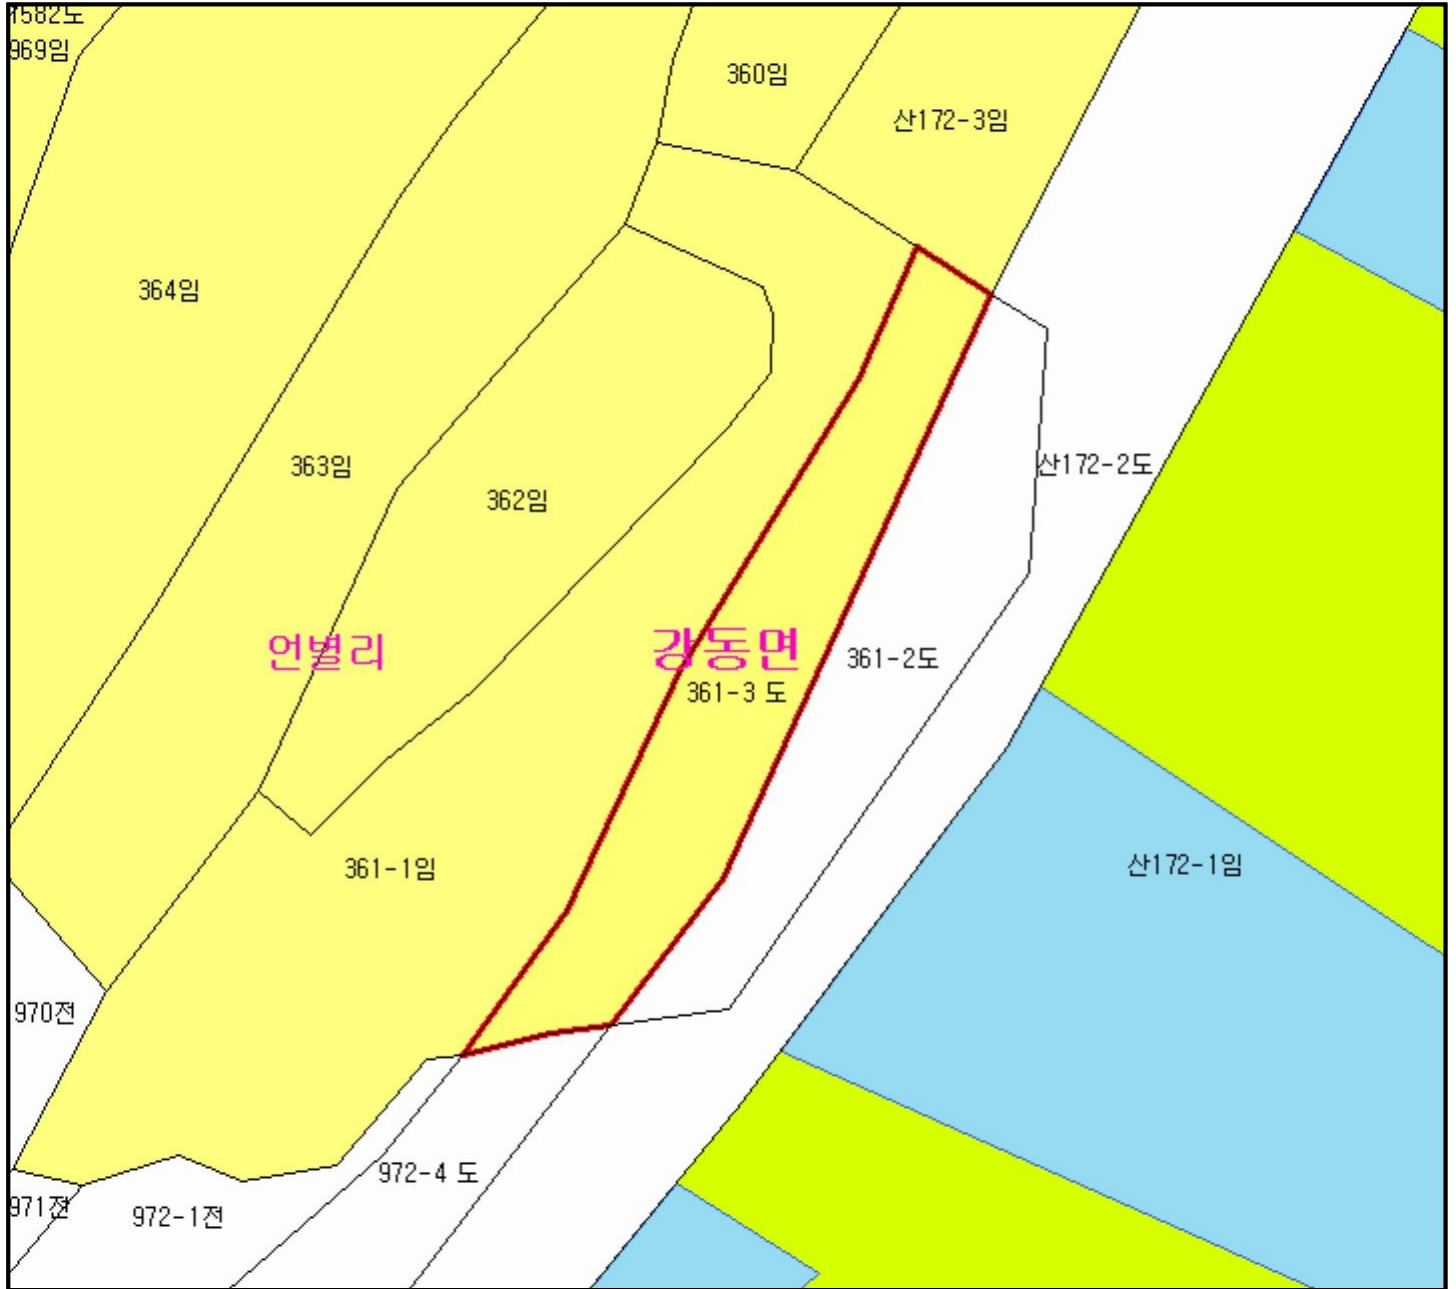 1582도
969임
360임
산172-3임
364임
363임
362임
산172-2도
언별리
강동면
361-2도
361-3 도
361-1임
산172-1임
970전
972-4 도
971전
972-1전